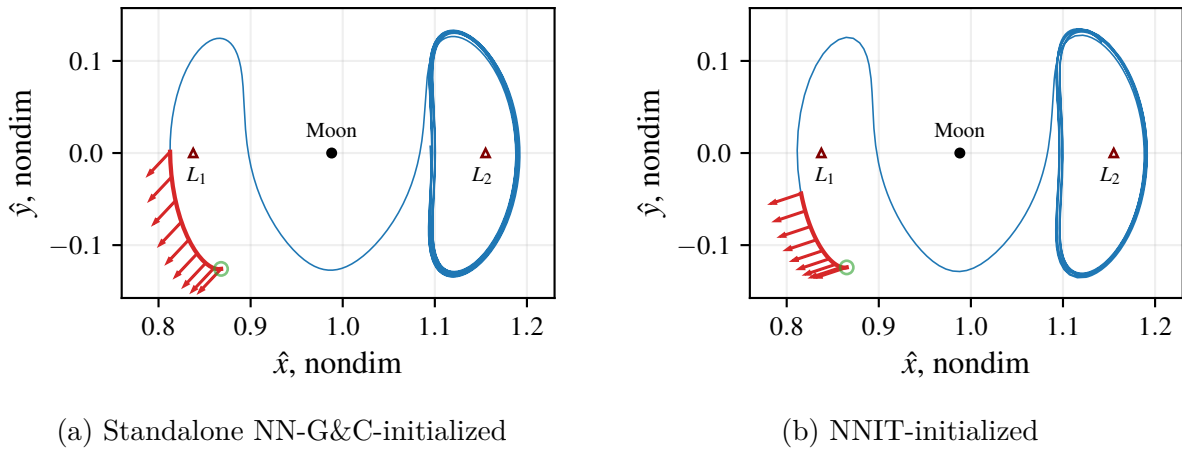 0.1
0.0
−0.1
ŷ, nondim
Moon
L₁
L₂
0.8 0.9 1.0 1.1 1.2
x̂, nondim
(a) Standalone NN-G&C-initialized
0.1
0.0
−0.1
ŷ, nondim
Moon
L₁
L₂
0.8 0.9 1.0 1.1 1.2
x̂, nondim
(b) NNIT-initialized